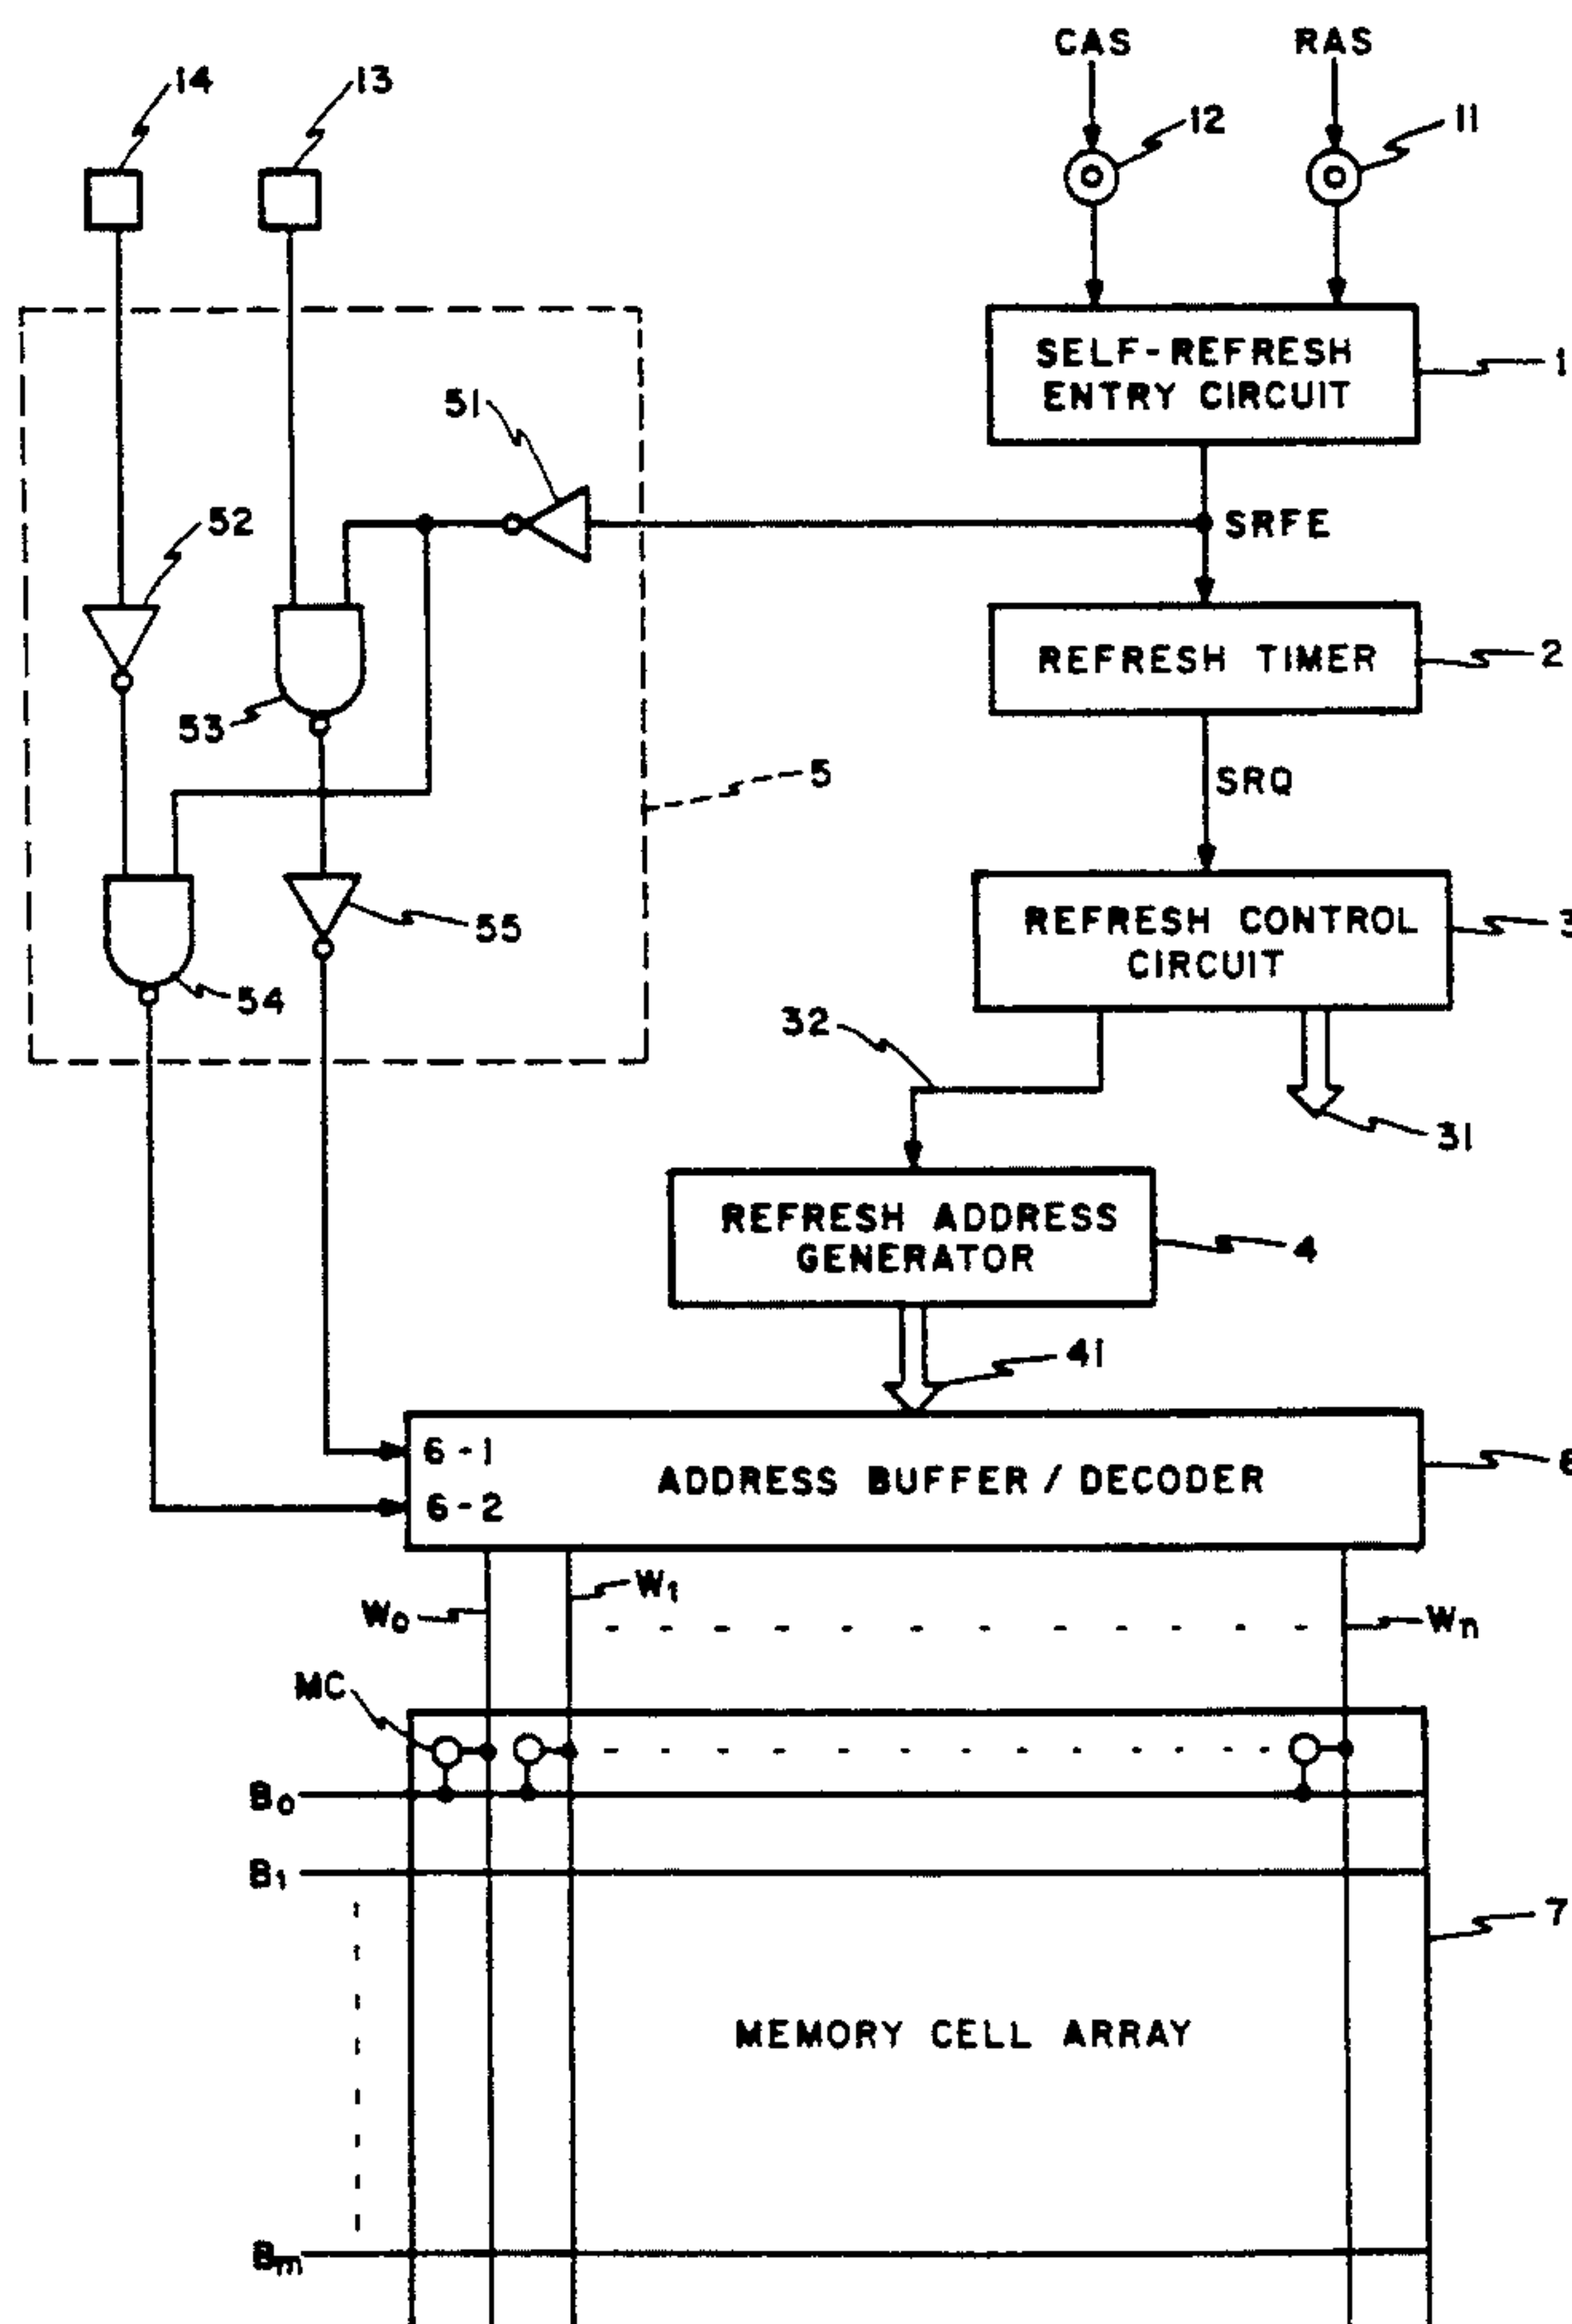 CAS RAS
14 13
12 11
SELF-REFRESH
ENTRY CIRCUIT
1
51
52
SRFE
REFRESH TIMER
2
53
5
SRQ
55
REFRESH CONTROL
CIRCUIT
3
54
32
31
REFRESH ADDRESS
GENERATOR
4
41
6-1
6-2
ADDRESS BUFFER / DECODER
W0
W1
Wn
MC
B0
B1
7
MEMORY CELL ARRAY
Bm